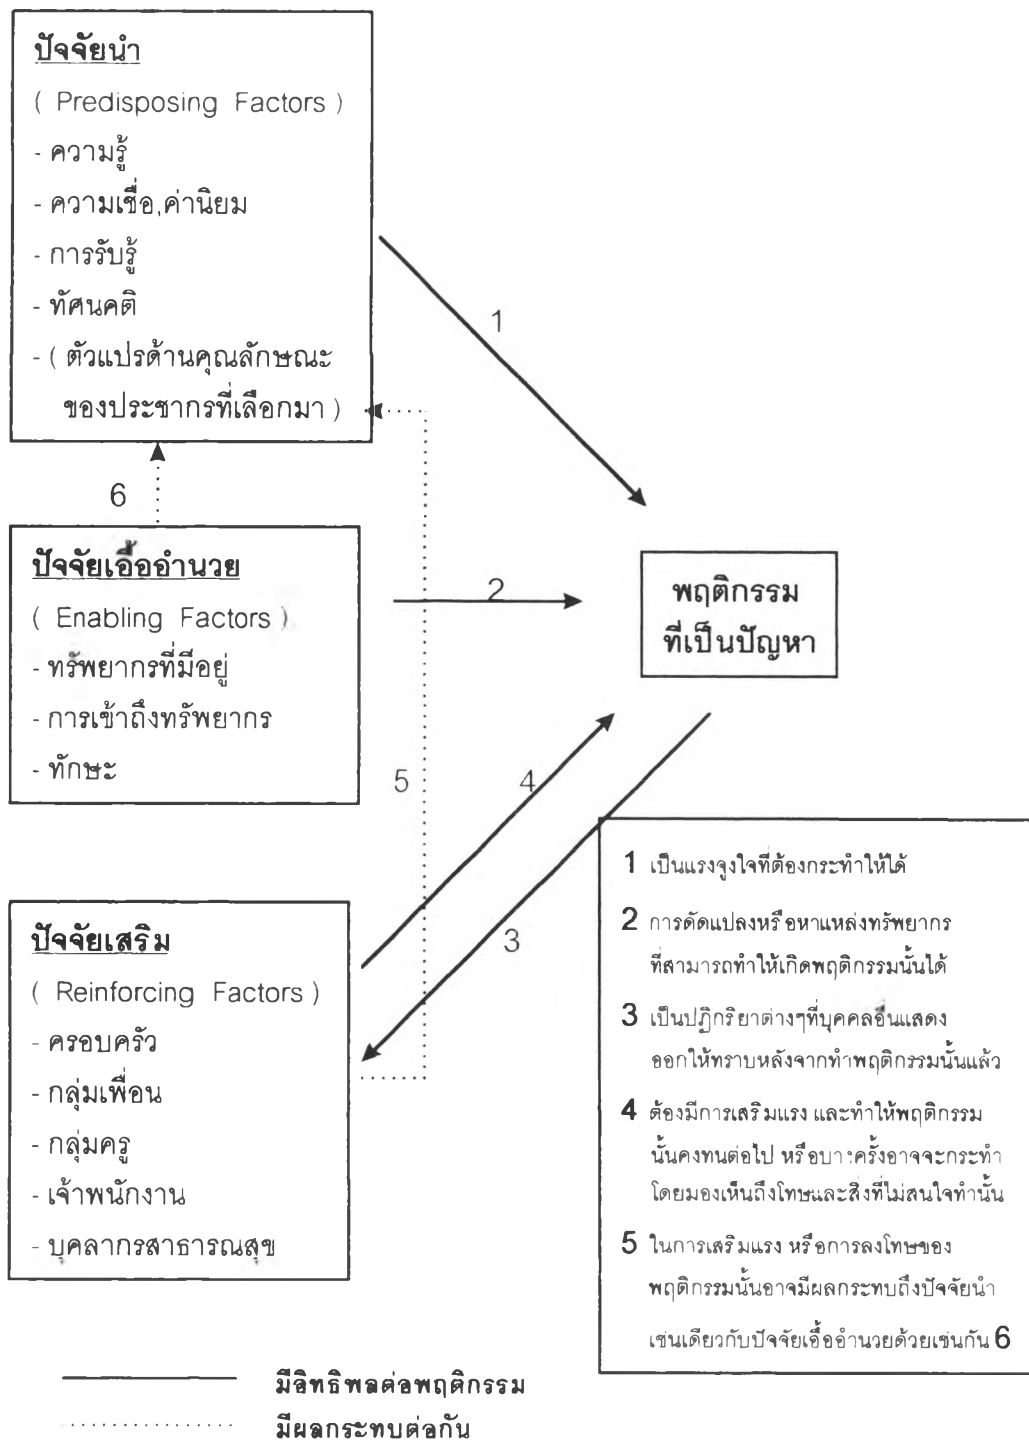 ปัจจัยนำ
( Predisposing Factors )
- ความรู้
- ความเชื่อ,ค่านิยม
- การรับรู้
- ทัศนคติ
- ( ตัวแปรด้านคุณลักษณะ
ของประชากรที่เลือกมา )
1
6
ปัจจัยเอื้ออำนวย
( Enabling Factors )
- ทรัพยากรที่มีอยู่
- การเข้าถึงทรัพยากร
- ทักษะ
2
พฤติกรรม
ที่เป็นปัญหา
5
4
3
ปัจจัยเสริม
( Reinforcing Factors )
- ครอบครัว
- กลุ่มเพื่อน
- กลุ่มครู
- เจ้าพนักงาน
- บุคลากรสาธารณสุข
1 เป็นแรงจูงใจที่ต้องกระทำให้ได้
2 การดัดแปลงหรือหาแหล่งทรัพยากร
ที่สามารถทำให้เกิดพฤติกรรมนั้นได้
3 เป็นปฏิกริยาต่างๆที่บุคคลอื่นแสดง
ออกให้ทราบหลังจากทำพฤติกรรมนั้นแล้ว
4 ต้องมีการเสริมแรง และทำให้พฤติกรรม
นั้นคงทนต่อไป หรือบางครั้งอาจจะกระทำ
โดยมองเห็นถึงโทษและสิ่งที่ไม่สนใจทำนั้น
5 ในการเสริมแรง หรือการลงโทษของ
พฤติกรรมนั้นอาจมีผลกระทบถึงปัจจัยนำ
เช่นเดียวกับปัจจัยเอื้ออำนวยด้วยเช่นกัน 6
มีอิทธิพลต่อพฤติกรรม
มีผลกระทบต่อกัน